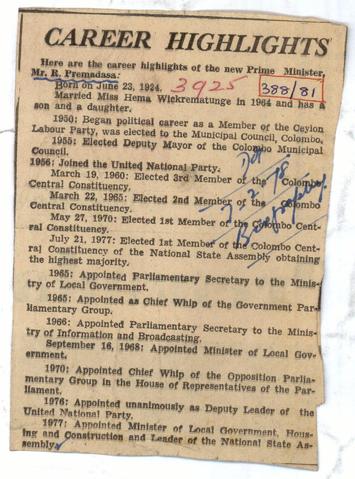 CAREER HIGHLIGHTS
Here are the career highlights of the new Prime Minister,
Mr. R. Premadasa:
Born on June 23, 1924.
3925
388/81
Married Miss Hema Wickrematunge in 1964 and has
son and a daughter.
1950: Began political career as a Member of the Ceylon
Labour Party, was elected to the Municipal Council, Colombo.
1955: Elected Deputy Mayor of the Colombo Municipal
Council.
1956: Joined the United National Party.
March 19, 1960: Elected 3rd Member of the Colombo
Central Constituency.
March 22, 1965: Elected 2nd Member of the Colombo
Central Constituency.
May 27, 1970: Elected 1st Member of the Colombo Cent-
ral Constituency.
July 21, 1977: Elected 1st Member of the Colombo Cent-
ral Constituency of the National State Assembly obtaining
the highest majority.
1965: Appointed Parliamentary Secretary to the Minis-
try of Local Government.
1965: Appointed as Chief Whip of the Government Par-
liamentary Group.
1966: Appointed Parliamentary Secretary to the Minis-
try of Information and Broadcasting.
September 16, 1968: Appointed Minister of Local Gov-
ernment.
1970: Appointed Chief Whip of the Opposition Parlia-
mentary Group in the House of Representatives of the Par-
liament.
1976: Appointed unanimously as Deputy Leader of the
United National Party.
1977: Appointed Minister of Local Government, Hous-
ing and Construction and Leader of the National State As-
sembly.